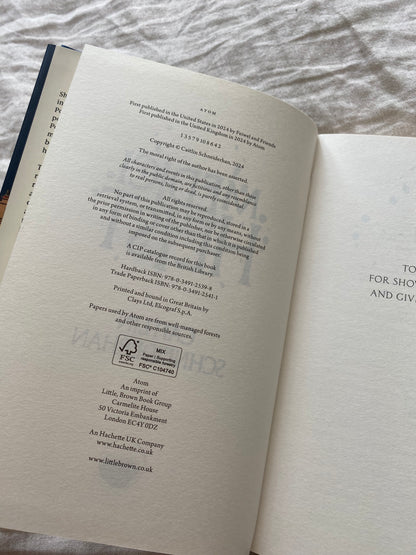 ATOM
First published in the United States in 2024 by Feiwel and Friends
First published in the United Kingdom in 2024 by Atom
1 3 5 7 9 10 8 6 4 2
Copyright © Caitlin Schneiderhan, 2024
The moral right of the author has been asserted.
All characters and events in this publication, other than those
clearly in the public domain, are fictitious and any resemblance
to real persons, living or dead, is purely coincidental.
All rights reserved.
No part of this publication may be reproduced, stored in a
retrieval system, or transmitted, in any form or by any means, without
the prior permission in writing of the publisher, nor be otherwise circulated
in any form of binding or cover other than that in which it is published
and without a similar condition including this condition being
imposed on the subsequent purchaser.
A CIP catalogue record for this book
is available from the British Library.
Hardback ISBN: 978-0-3491-2539-8
Trade Paperback ISBN: 978-0-3491-2542-1
Printed and bound in Great Britain by
Clays Ltd, Elcograf S.p.A.
Papers used by Atom are from well-managed forests
and other responsible sources.
FSC
www.fsc.org
MIX
Paper | Supporting
responsible forestry
FSC® C104740
Atom
An imprint of
Little, Brown Book Group
Carmelite House
50 Victoria Embankment
London EC4Y 0DZ
An Hachette UK Company
www.hachette.co.uk
www.littlebrown.co.uk
TO
FOR SHO
AND GIV